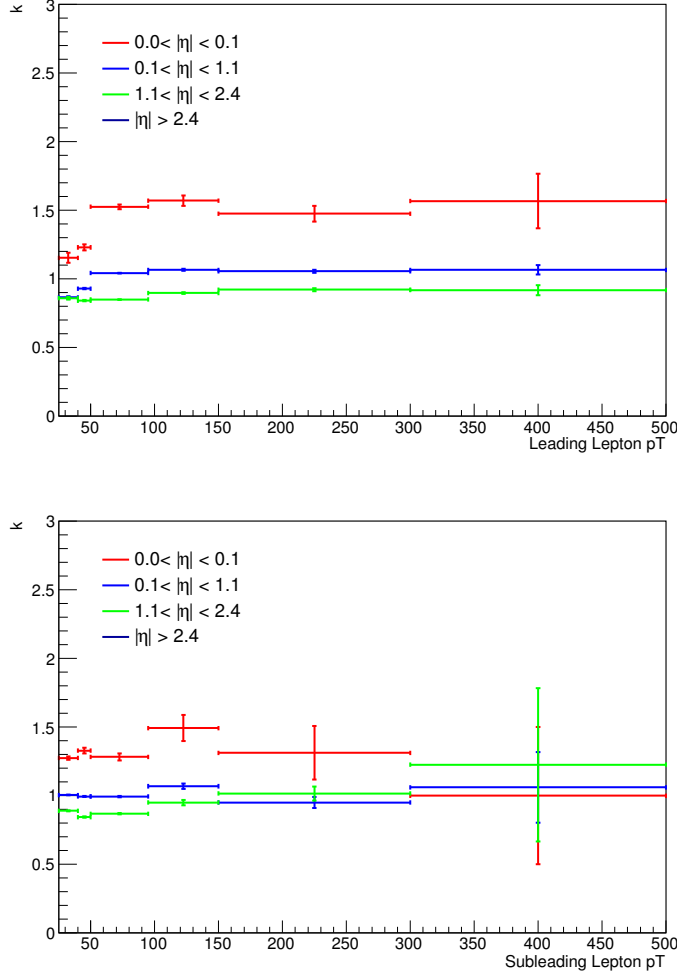 k
3
2.5
2
1.5
1
0.5
0
0.0< |η| < 0.1
0.1< |η| < 1.1
1.1< |η| < 2.4
|η| > 2.4
50 100 150 200 250 300 350 400 450 500
Leading Lepton pT
k
3
2.5
2
1.5
1
0.5
0
0.0< |η| < 0.1
0.1< |η| < 1.1
1.1< |η| < 2.4
|η| > 2.4
50 100 150 200 250 300 350 400 450 500
Subleading Lepton pT